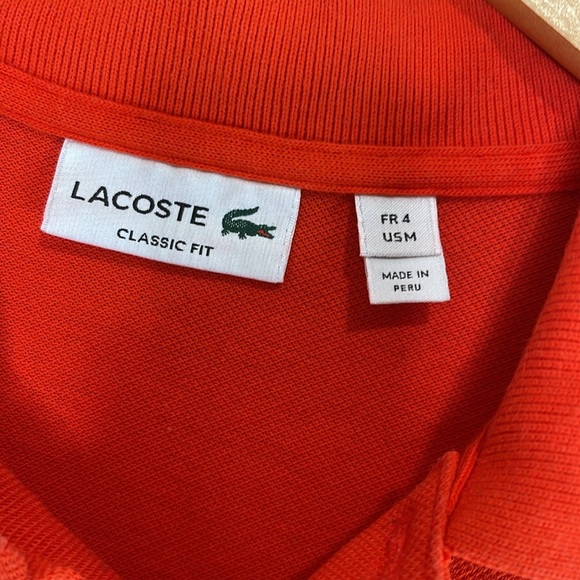 LACOSTE
CLASSIC FIT
FR 4
US M
MADE IN
PERU